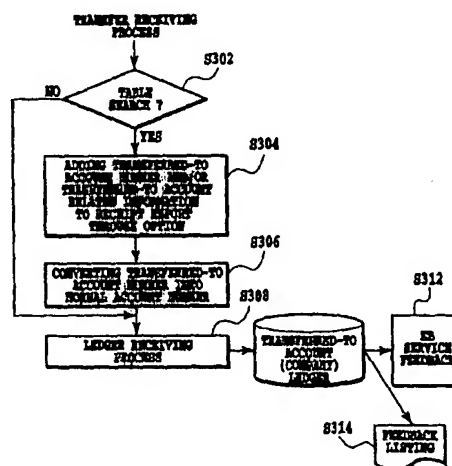 TRANSFER RECEIVING
PROCESS
S302
NO
TABLE
SEARCH ?
YES
S304
ADDING TRANSFERRED-TO
ACCOUNT NUMBER AND/OR
TRANSFERRED-TO ACCOUNT
RELATED INFORMATION
TO RECEIPT REPORT
THROUGH OPTION
S306
CONVERTING TRANSFERRED-TO
ACCOUNT NUMBER INTO
NORMAL ACCOUNT NUMBER
S308
S312
LEDGER RECEIVING
PROCESS
TRANSFERRED-TO
ACCOUNT
(COMPANY)
LEDGER
EB
SERVICE
FEEDBACK
S314
FEEDBACK
LISTING